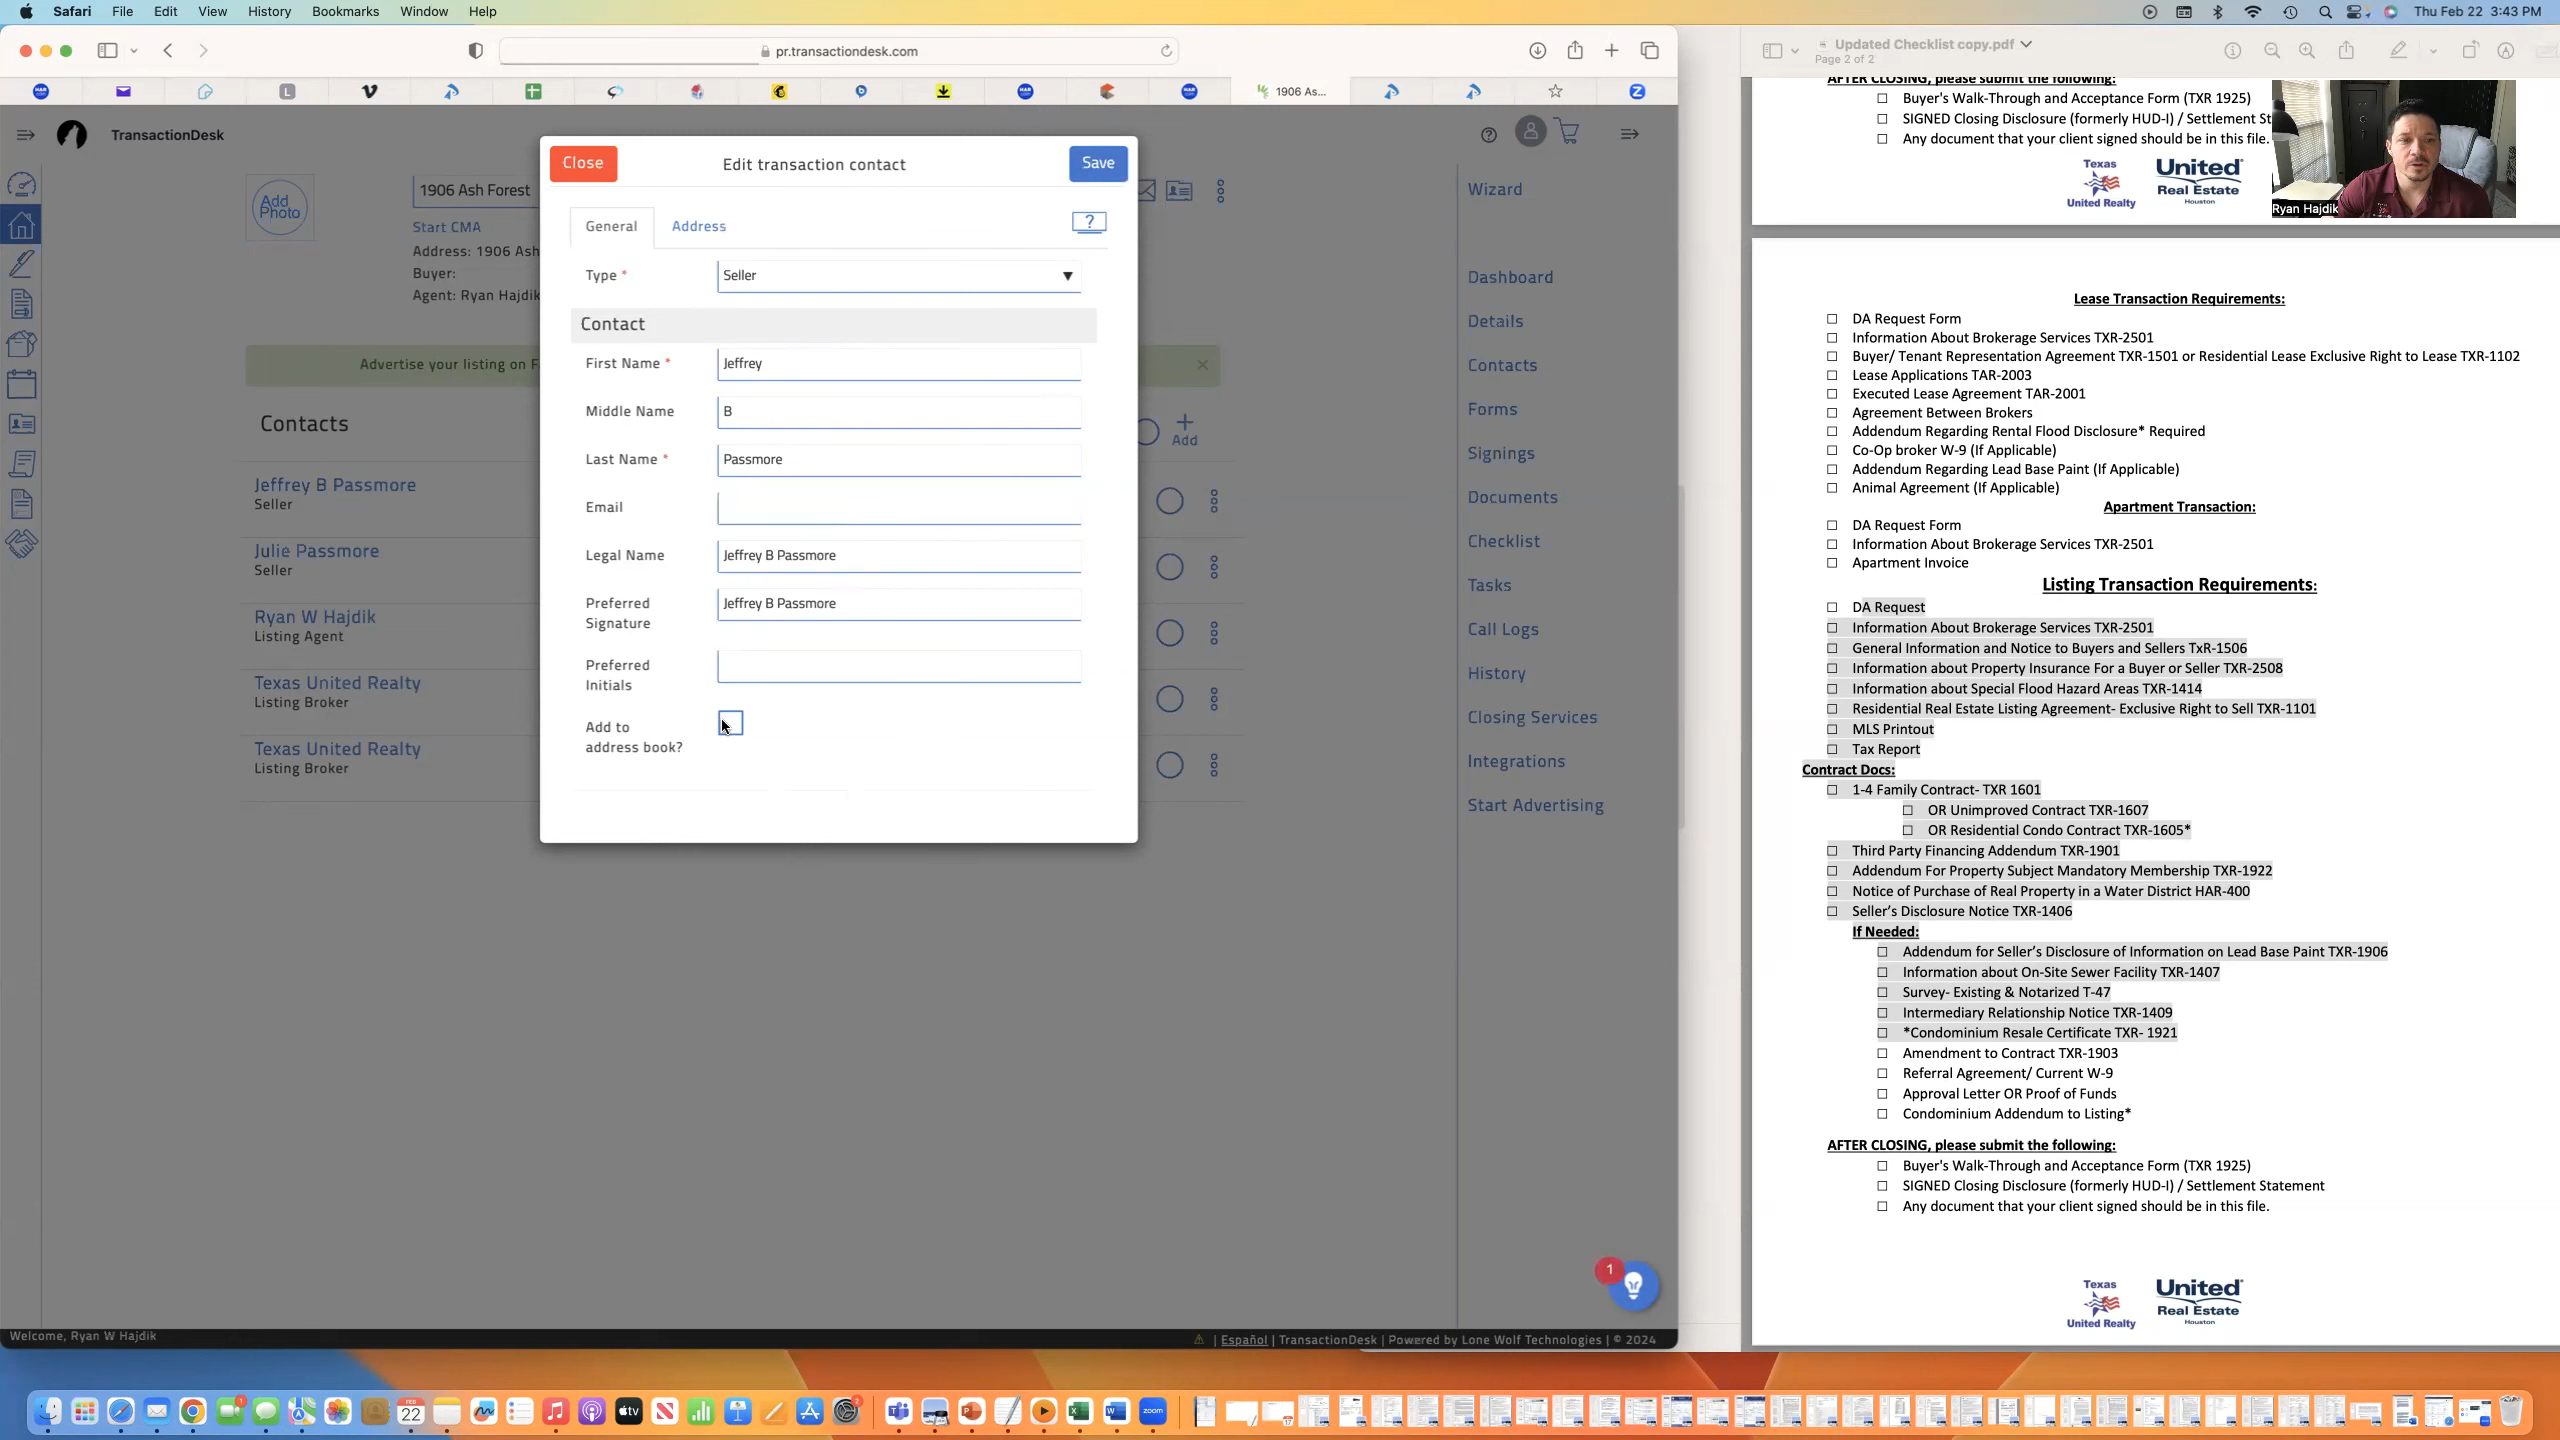 Safari File Edit View History Bookmarks Window Help
Thu Feb 22 3:43 PM
pr.transactiondesk.com
1906 As...
TransactionDesk
Add Photo
1906 Ash Forest
Start CMA
Address: 1906 Ash
Buyer:
Agent: Ryan Hajdik
Advertise your listing on F
Contacts
Add
Jeffrey B Passmore
Seller
Julie Passmore
Seller
Ryan W Hajdik
Listing Agent
Texas United Realty
Listing Broker
Texas United Realty
Listing Broker
Close
Edit transaction contact
Save
General
Address
?
Type *
Seller
Contact
First Name *
Jeffrey
Middle Name
B
Last Name *
Passmore
Email
Legal Name
Jeffrey B Passmore
Preferred Signature
Jeffrey B Passmore
Preferred Initials
Add to address book?
Wizard
Dashboard
Details
Contacts
Forms
Signings
Documents
Checklist
Tasks
Call Logs
History
Closing Services
Integrations
Start Advertising
1
Welcome, Ryan W Hajdik
| Español | TransactionDesk | Powered by Lone Wolf Technologies | © 2024
Updated Checklist copy.pdf
Page 2 of 2
AFTER CLOSING, please submit the following:
Buyer's Walk-Through and Acceptance Form (TXR 1925)
SIGNED Closing Disclosure (formerly HUD-I) / Settlement St
Any document that your client signed should be in this file.
Texas
United Realty
United
Real Estate
Houston
Ryan Hajdik
Lease Transaction Requirements:
DA Request Form
Information About Brokerage Services TXR-2501
Buyer/ Tenant Representation Agreement TXR-1501 or Residential Lease Exclusive Right to Lease TXR-1102
Lease Applications TAR-2003
Executed Lease Agreement TAR-2001
Agreement Between Brokers
Addendum Regarding Rental Flood Disclosure* Required
Co-Op broker W-9 (If Applicable)
Addendum Regarding Lead Base Paint (If Applicable)
Animal Agreement (If Applicable)
Apartment Transaction:
DA Request Form
Information About Brokerage Services TXR-2501
Apartment Invoice
Listing Transaction Requirements:
DA Request
Information About Brokerage Services TXR-2501
General Information and Notice to Buyers and Sellers TxR-1506
Information about Property Insurance For a Buyer or Seller TXR-2508
Information about Special Flood Hazard Areas TXR-1414
Residential Real Estate Listing Agreement- Exclusive Right to Sell TXR-1101
MLS Printout
Tax Report
Contract Docs:
1-4 Family Contract- TXR 1601
OR Unimproved Contract TXR-1607
OR Residential Condo Contract TXR-1605*
Third Party Financing Addendum TXR-1901
Addendum For Property Subject Mandatory Membership TXR-1922
Notice of Purchase of Real Property in a Water District HAR-400
Seller’s Disclosure Notice TXR-1406
If Needed:
Addendum for Seller’s Disclosure of Information on Lead Base Paint TXR-1906
Information about On-Site Sewer Facility TXR-1407
Survey- Existing & Notarized T-47
Intermediary Relationship Notice TXR-1409
*Condominium Resale Certificate TXR- 1921
Amendment to Contract TXR-1903
Referral Agreement/ Current W-9
Approval Letter OR Proof of Funds
Condominium Addendum to Listing*
AFTER CLOSING, please submit the following:
Buyer's Walk-Through and Acceptance Form (TXR 1925)
SIGNED Closing Disclosure (formerly HUD-I) / Settlement Statement
Any document that your client signed should be in this file.
Texas
United Realty
United
Real Estate
Houston
FEB
22
tv
zoom